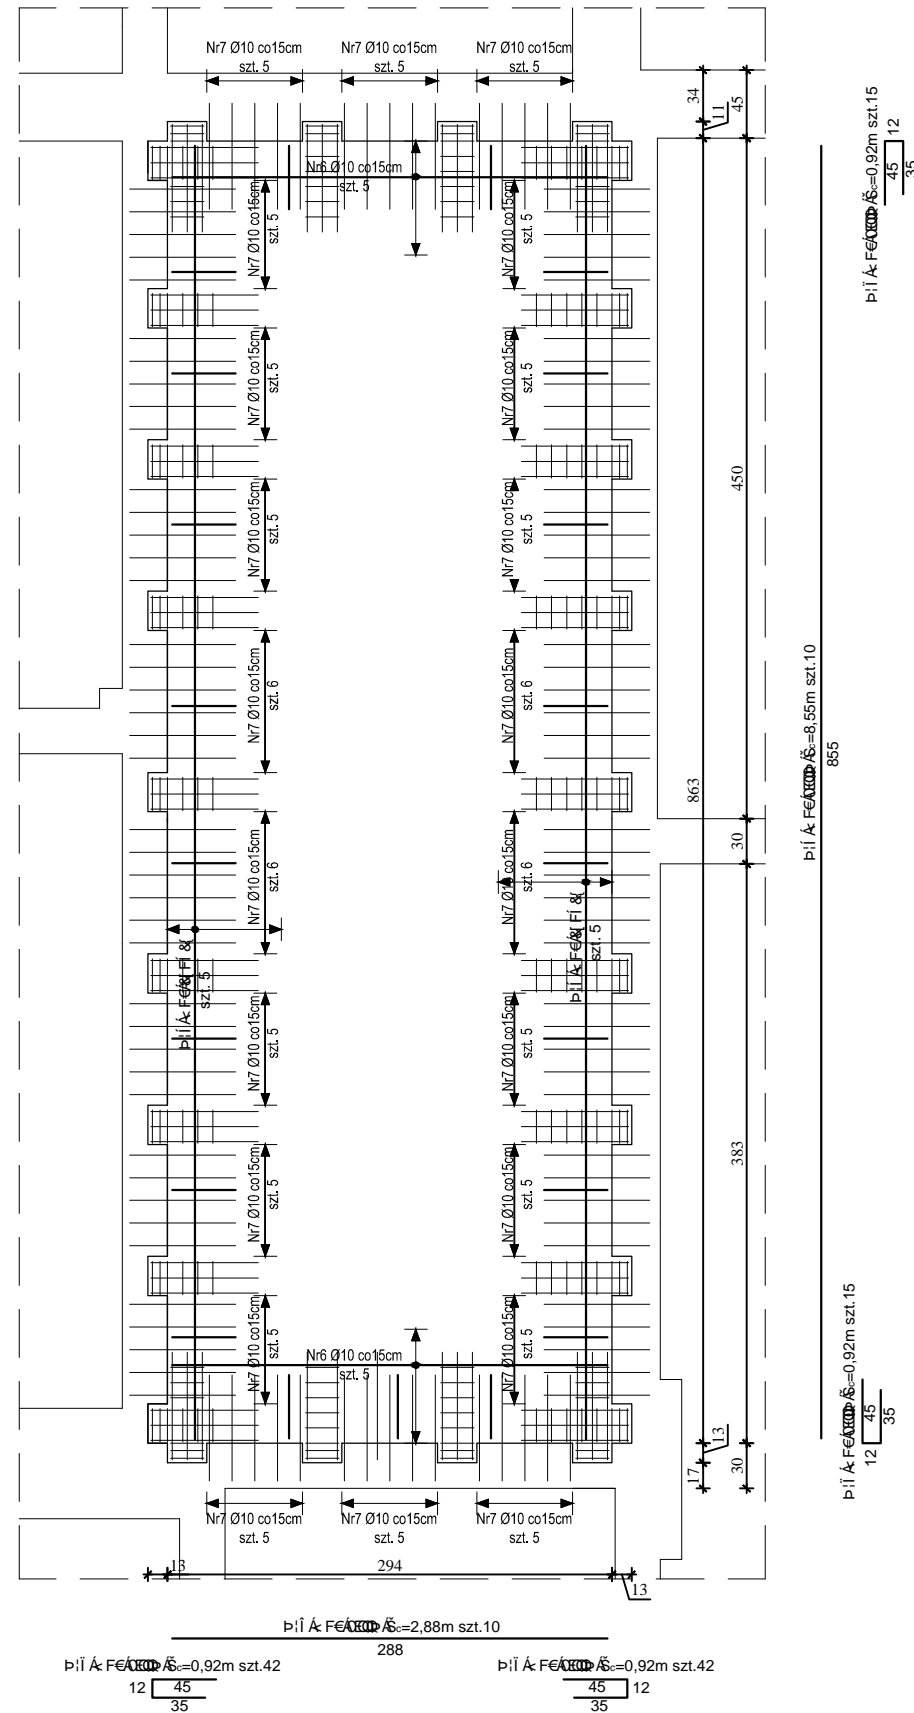 Nr7 Ø10 co15cm
szt. 5
Nr7 Ø10 co15cm
szt. 5
Nr7 Ø10 co15cm
szt. 5
34
11
45
szt.15
=0,92m
12
45
35
Nr6 Ø10 co15cm
szt. 5
Nr7 Ø10 co15cm
szt. 5
Nr7 Ø10 co15cm
szt. 5
Nr7 Ø10 co15cm
szt. 5
Nr7 Ø10 co15cm
szt. 5
Nr7 Ø10 co15cm
szt. 5
Nr7 Ø10 co15cm
szt. 5
450
Nr7 Ø10 co15cm
szt. 6
Nr7 Ø10 co15cm
szt. 6
=8,55m szt.10
855
863
30
Nr7 Ø10 co15cm
szt. 6
Nr7 Ø10 co15cm
szt. 6
szt. 5
szt. 5
Nr7 Ø10 co15cm
szt. 5
Nr7 Ø10 co15cm
szt. 5
383
Nr7 Ø10 co15cm
szt. 5
Nr7 Ø10 co15cm
szt. 5
Nr7 Ø10 co15cm
szt. 5
Nr7 Ø10 co15cm
szt. 5
Nr6 Ø10 co15cm
szt. 5
=0,92m szt.15
12
45
35
13
17
30
Nr7 Ø10 co15cm
szt. 5
Nr7 Ø10 co15cm
szt. 5
Nr7 Ø10 co15cm
szt. 5
13
294
13
=2,88m szt.10
288
=0,92m szt.42
12
45
35
=0,92m szt.42
45
12
35